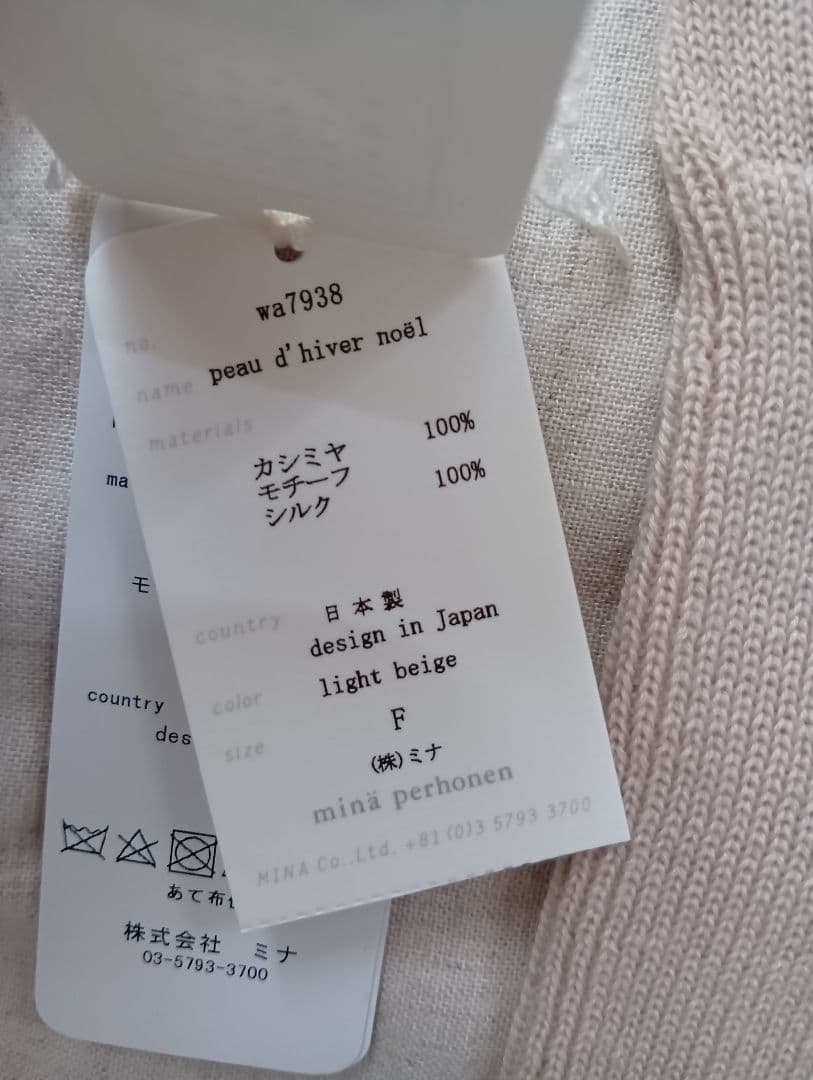 no. wa7938
name peau d'hiver noël
materials
カシミヤ 100%
モチーフ
シルク 100%
country 日本製
design in Japan
color light beige
size F
(株)ミナ
minä perhonen
MINA Co.,Ltd. +81(0)3 5793 3700
ma
モ
country
des
あて布
株式会社 ミナ
03-5793-3700